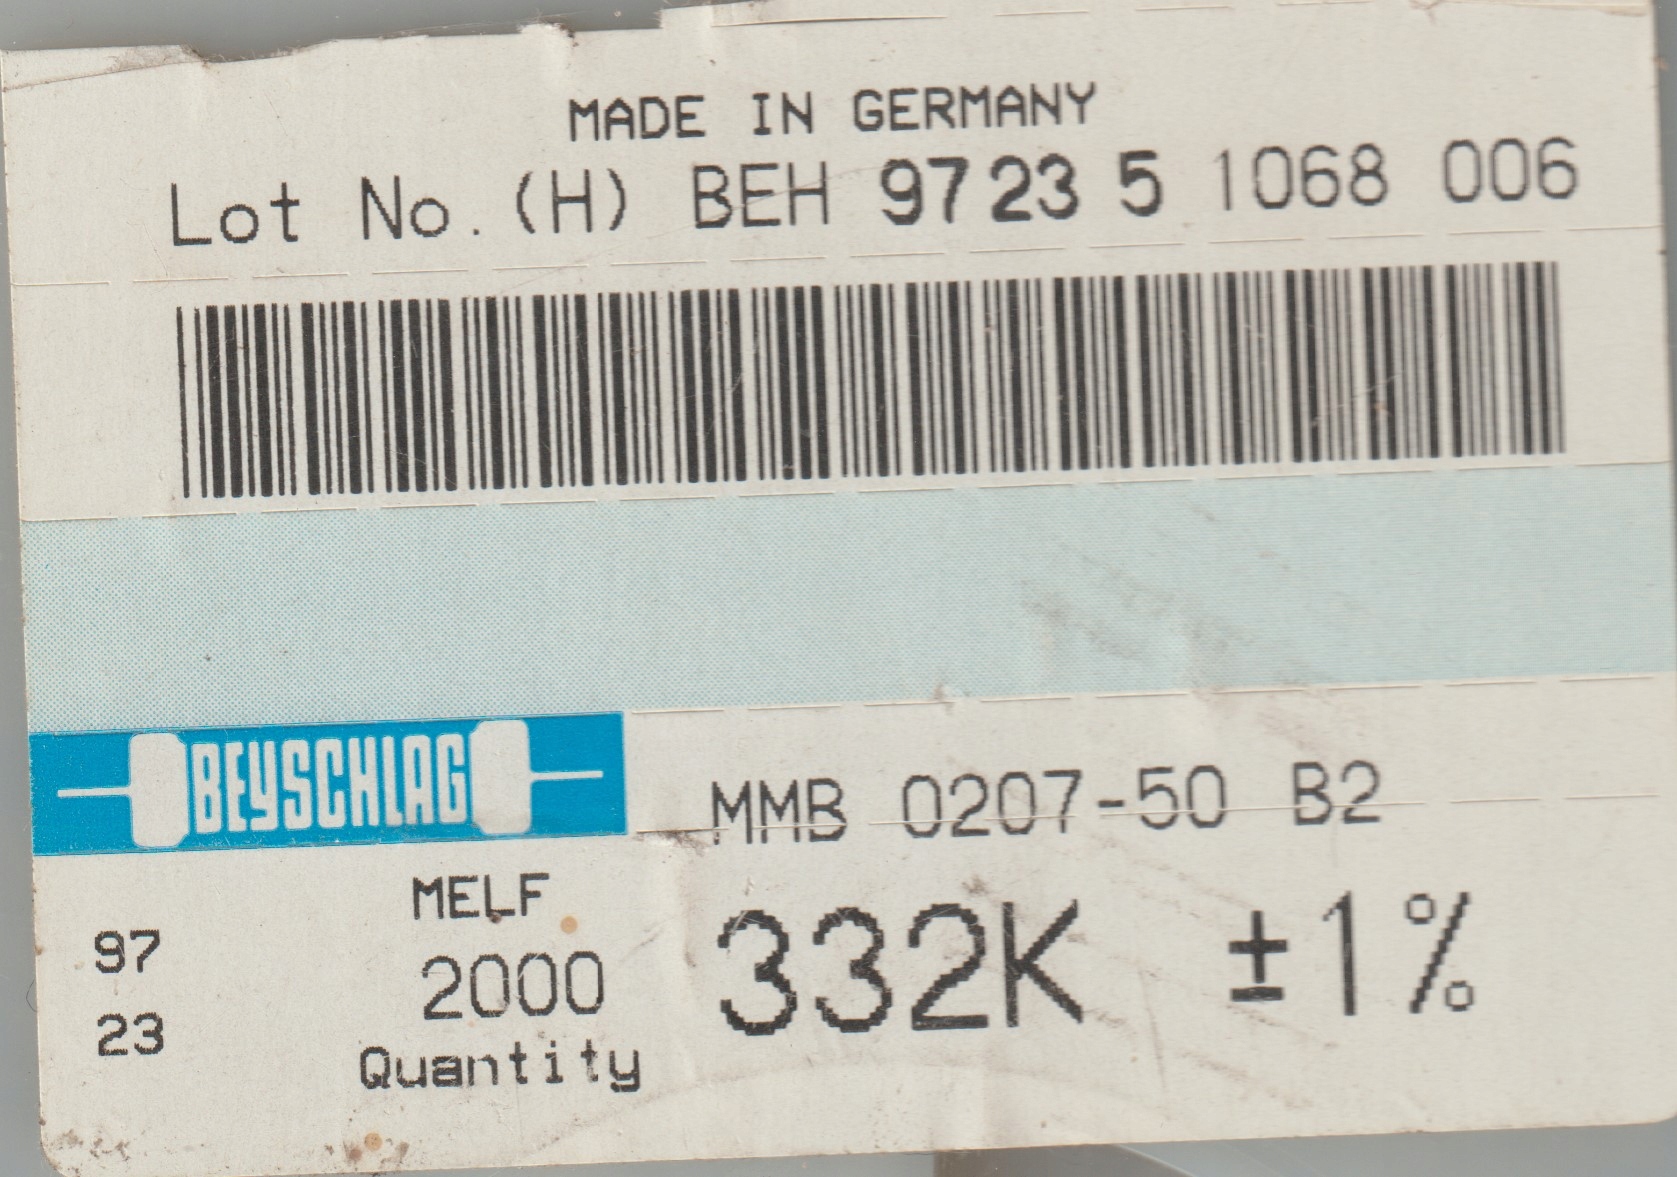 MADE IN GERMANY
Lot No. (H) BEH 97 23 5 1068 006
BEYSCHLAG
MMB 0207-50 B2
MELF
332K ±1%
97
2000
23
Quantity